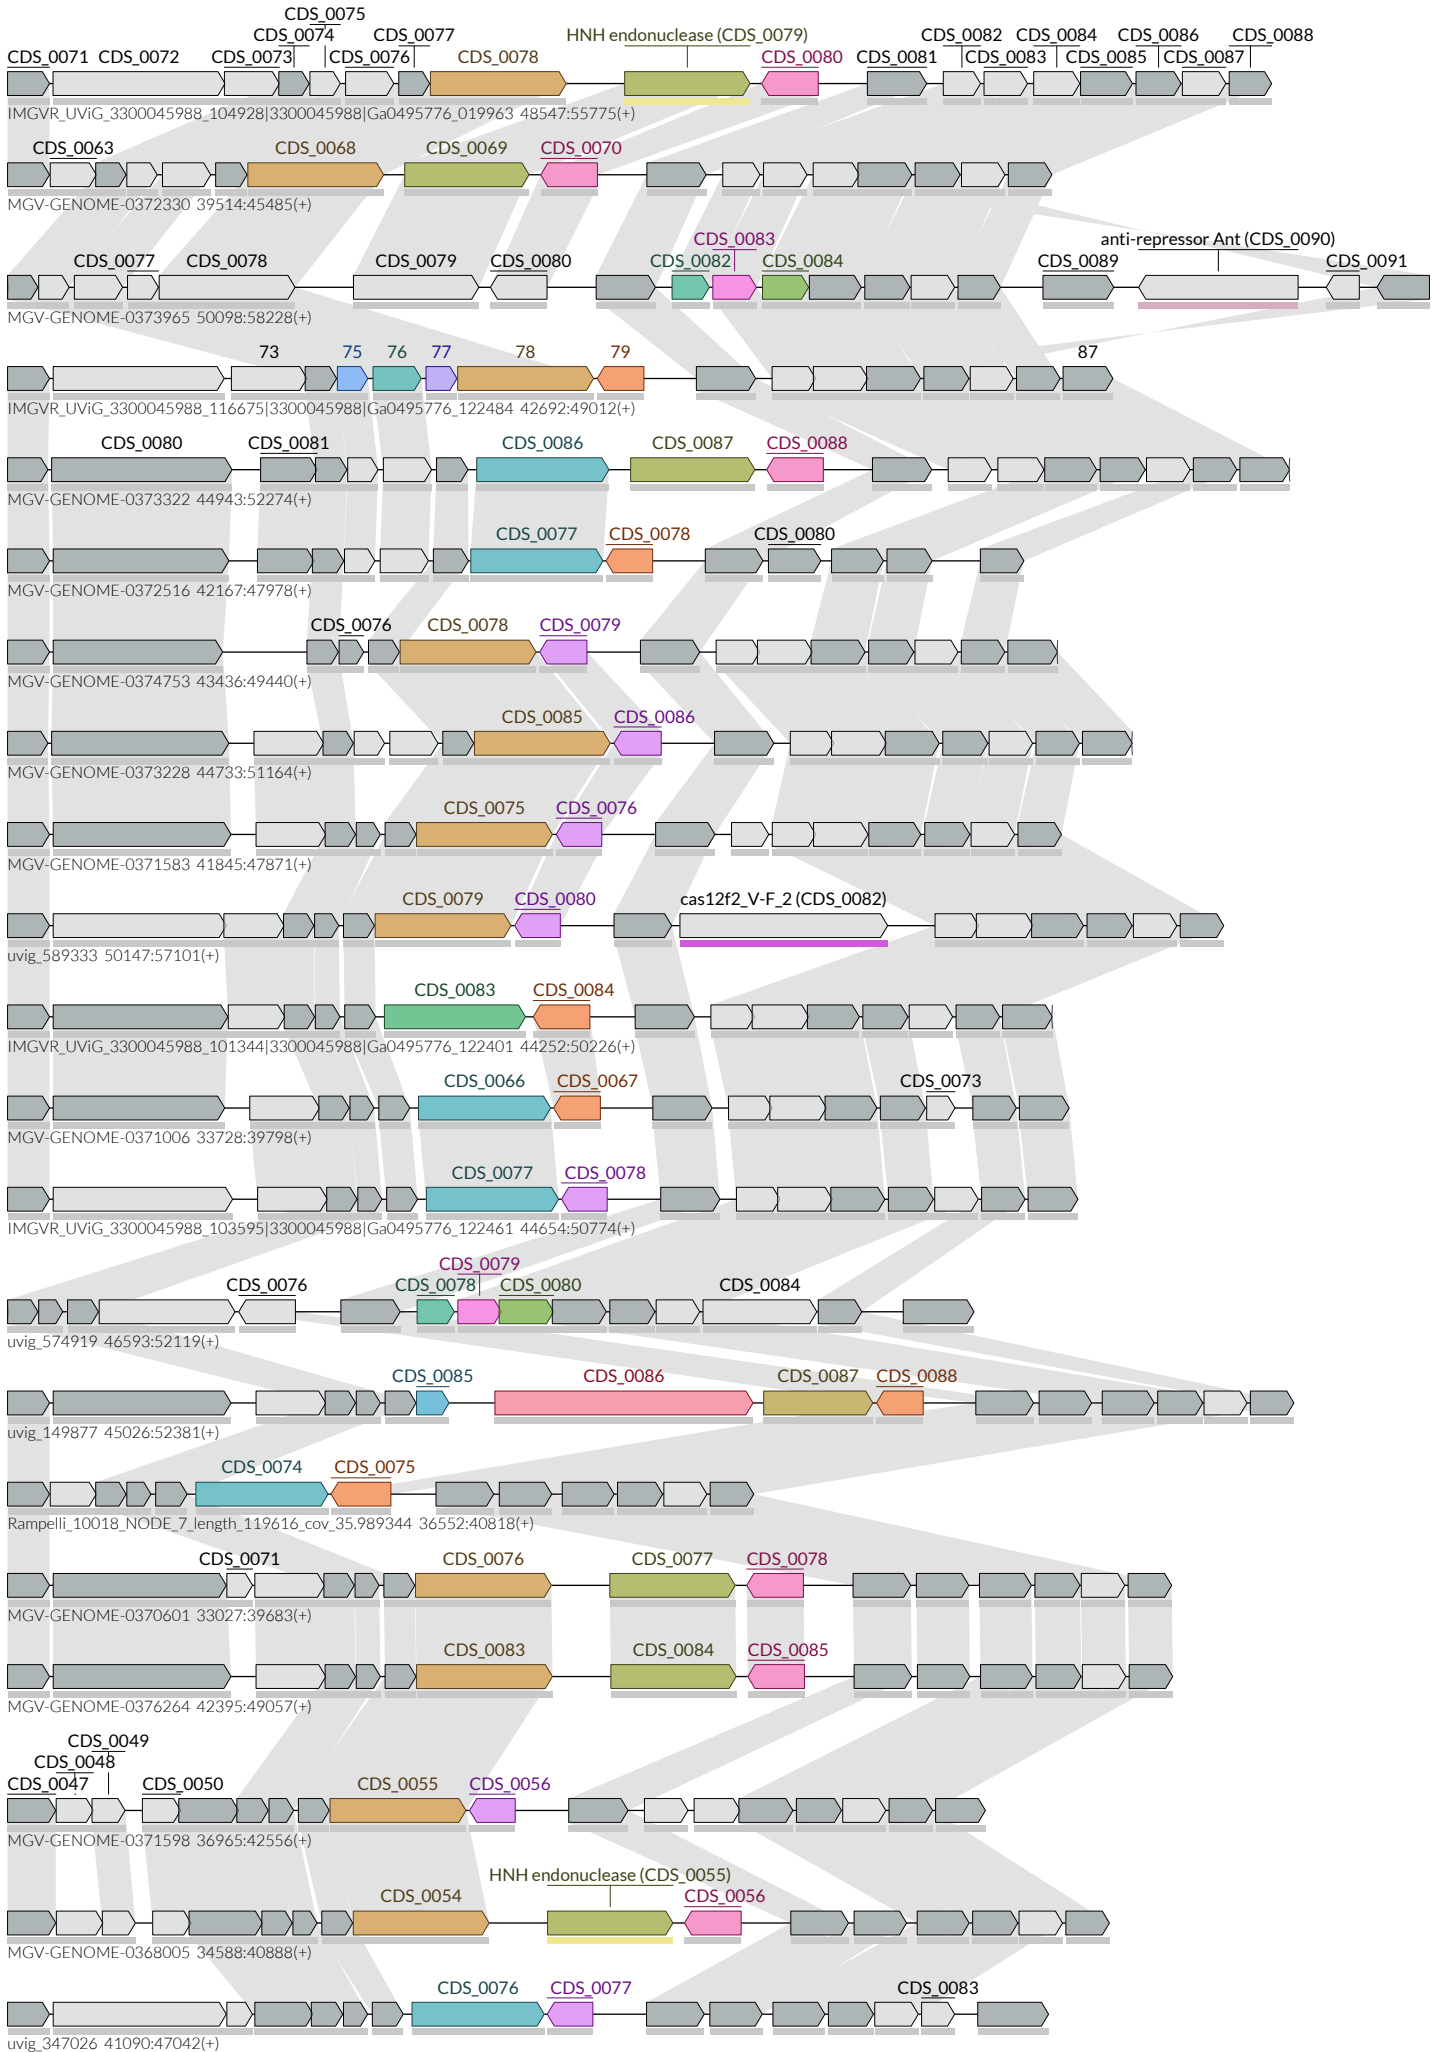 CDS_0075
CDS_0074 CDS_0077 HNH endonuclease (CDS_0079) CDS_0082 CDS_0084 CDS_0086 CDS_0088
CDS_0071 CDS_0072 CDS_0073 CDS_0076 CDS_0078 CDS_0080 CDS_0081 CDS_0083 CDS_0085 CDS_0087
IMGVR_UViG_3300045988_104928|3300045988|Ga0495776_019963 48547:55775(+)
CDS_0063 CDS_0068 CDS_0069 CDS_0070
MGV-GENOME-0372330 39514:45485(+)
CDS_0083 anti-repressor Ant (CDS_0090)
CDS_0077 CDS_0078 CDS_0079 CDS_0080 CDS_0082 CDS_0084 CDS_0089 CDS_0091
MGV-GENOME-0373965 50098:58228(+)
73 75 76 77 78 79 87
IMGVR_UViG_3300045988_116675|3300045988|Ga0495776_122484 42692:49012(+)
CDS_0080 CDS_0081 CDS_0086 CDS_0087 CDS_0088
MGV-GENOME-0373322 44943:52274(+)
CDS_0077 CDS_0078 CDS_0080
MGV-GENOME-0372516 42167:47978(+)
CDS_0076 CDS_0078 CDS_0079
MGV-GENOME-0374753 43436:49440(+)
CDS_0085 CDS_0086
MGV-GENOME-0373228 44733:51164(+)
CDS_0075 CDS_0076
MGV-GENOME-0371583 41845:47871(+)
CDS_0079 CDS_0080 cas12f2_V-F_2 (CDS_0082)
uvig_589333 50147:57101(+)
CDS_0083 CDS_0084
IMGVR_UViG_3300045988_101344|3300045988|Ga0495776_122401 44252:50226(+)
CDS_0066 CDS_0067 CDS_0073
MGV-GENOME-0371006 33728:39798(+)
CDS_0077 CDS_0078
IMGVR_UViG_3300045988_103595|3300045988|Ga0495776_122461 44654:50774(+)
CDS_0079
CDS_0076 CDS_0078 CDS_0080 CDS_0084
uvig_574919 46593:52119(+)
CDS_0085 CDS_0086 CDS_0087 CDS_0088
uvig_149877 45026:52381(+)
CDS_0074 CDS_0075
Rampelli_10018_NODE_7_length_119616_cov_35.989344 36552:40818(+)
CDS_0071 CDS_0076 CDS_0077 CDS_0078
MGV-GENOME-0370601 33027:39683(+)
CDS_0083 CDS_0084 CDS_0085
MGV-GENOME-0376264 42395:49057(+)
CDS_0049
CDS_0048
CDS_0047 CDS_0050 CDS_0055 CDS_0056
MGV-GENOME-0371598 36965:42556(+)
HNH endonuclease (CDS_0055)
CDS_0054 CDS_0056
MGV-GENOME-0368005 34588:40888(+)
CDS_0076 CDS_0077 CDS_0083
uvig_347026 41090:47042(+)